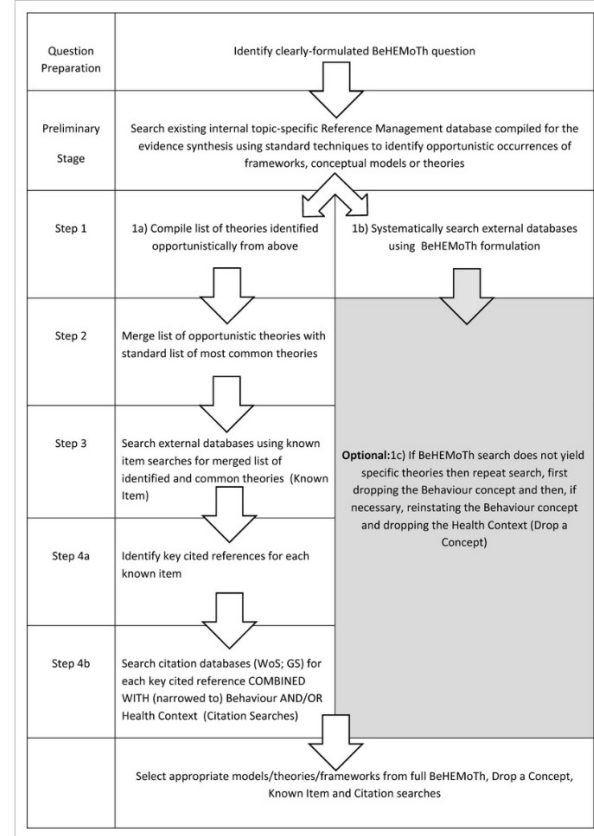 Question
Preparation
Identify clearly-formulated BeHEMoTh question
Preliminary
Stage
Search existing internal topic-specific Reference Management database compiled for the
evidence synthesis using standard techniques to identify opportunistic occurrences of
frameworks, conceptual models or theories
Step 1
1a) Compile list of theories identified
opportunistically from above
1b) Systematically search external databases
using BeHEMoTh formulation
Step 2
Merge list of opportunistic theories with
standard list of most common theories
Step 3
Search external databases using known
item searches for merged list of
identified and common theories (Known
Item)
Optional:1c) If BeHEMoTh search does not yield
specific theories then repeat search, first
dropping the Behaviour concept and then, if
necessary, reinstating the Behaviour concept
and dropping the Health Context (Drop a
Concept)
Step 4a
Identify key cited references for each
known item
Step 4b
Search citation databases (WoS; GS) for
each key cited reference COMBINED
WITH (narrowed to) Behaviour AND/OR
Health Context (Citation Searches)
Select appropriate models/theories/frameworks from full BeHEMoTh, Drop a Concept,
Known Item and Citation searches